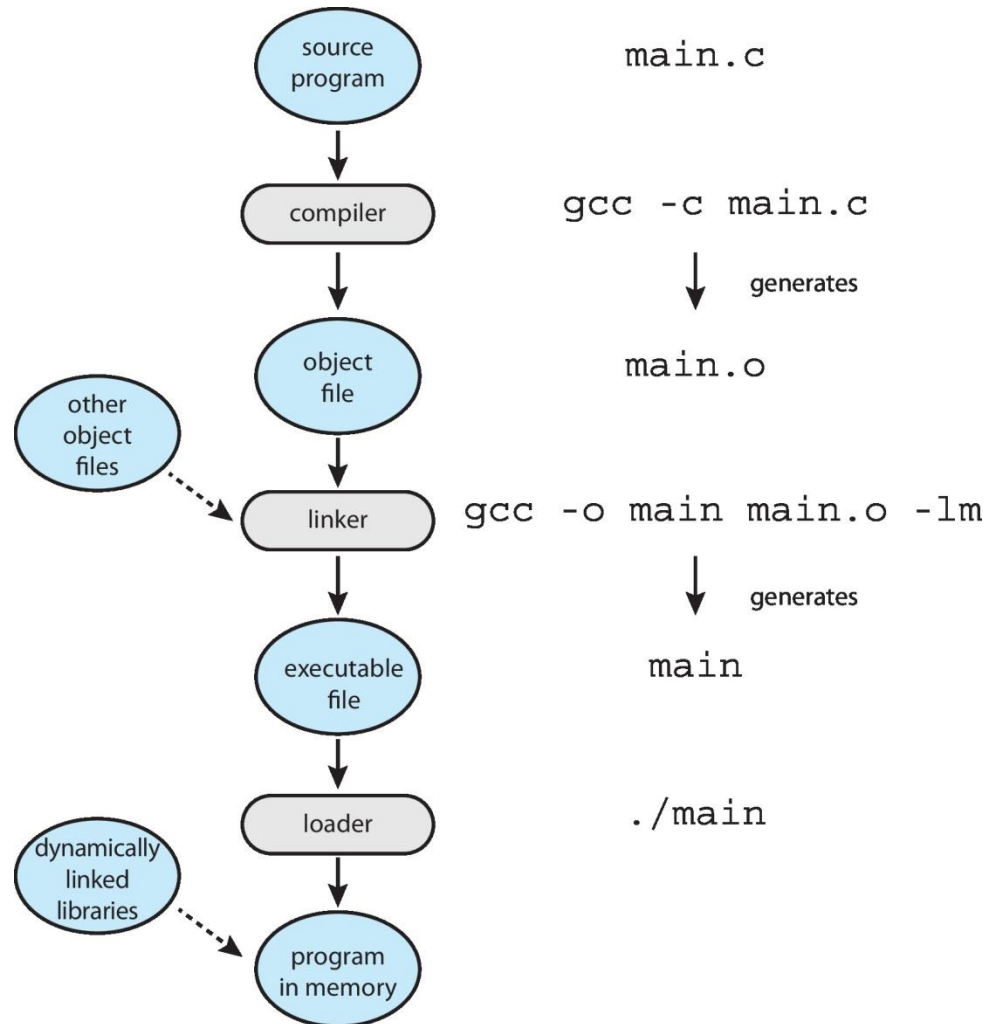 source
program
main.c
compiler
gcc -c main.c
generates
object
file
main.o
other
object
files
linker
gcc -o main main.o -lm
generates
executable
file
main
loader
./main
dynamically
linked
libraries
program
in memory